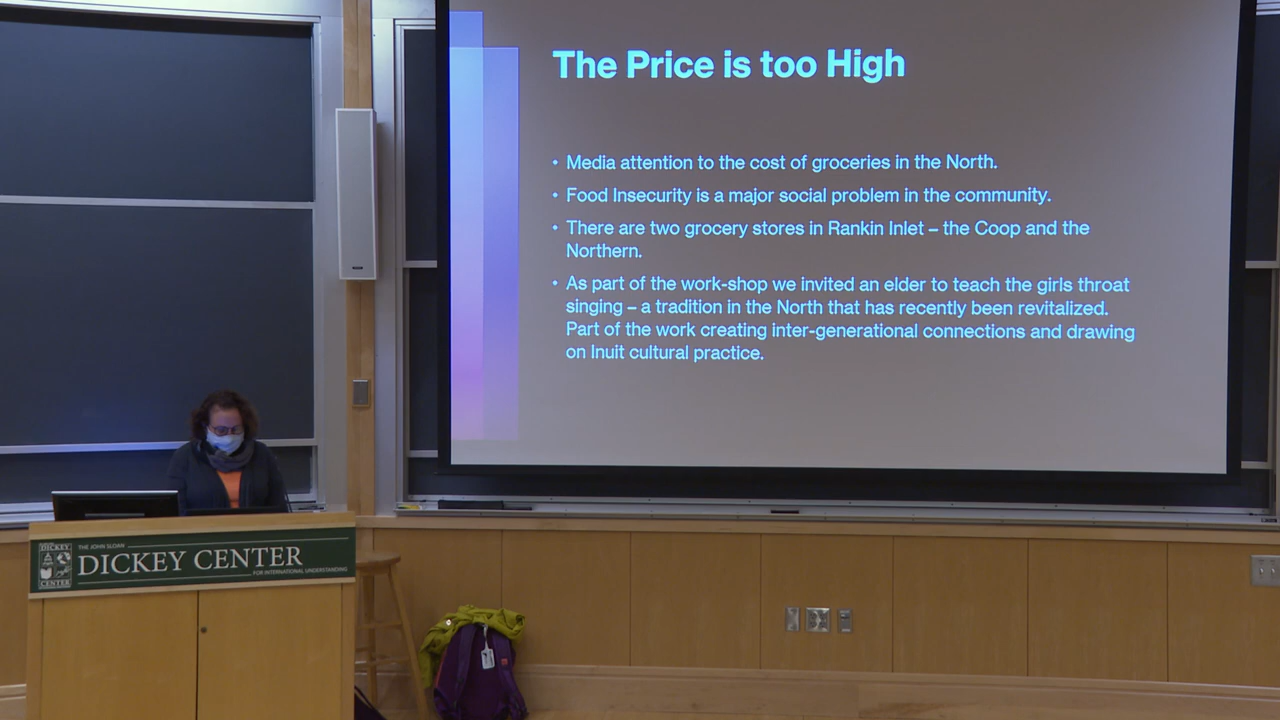 The Price is too High
• Media attention to the cost of groceries in the North.
• Food Insecurity is a major social problem in the community.
• There are two grocery stores in Rankin Inlet – the Coop and the
Northern.
• As part of the work-shop we invited an elder to teach the girls throat
singing – a tradition in the North that has recently been revitalized.
Part of the work creating inter-generational connections and drawing
on Inuit cultural practice.
DICKEY
CENTER
THE JOHN SLOAN
DICKEY CENTER
FOR INTERNATIONAL UNDERSTANDING